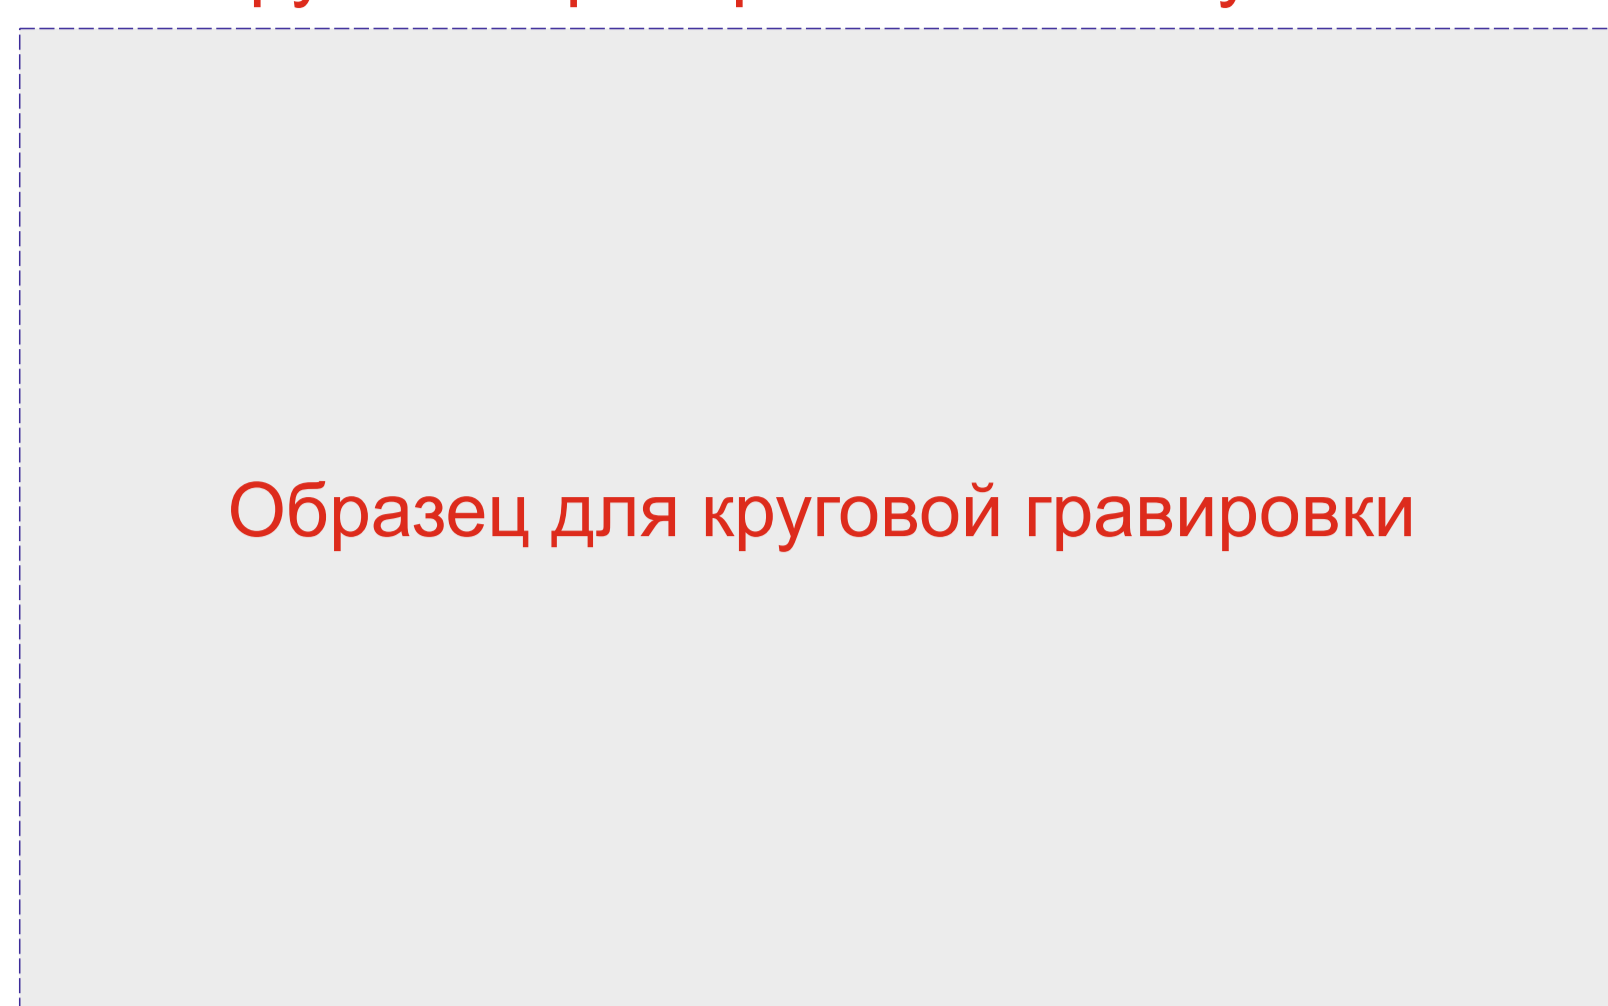 Образец для круговой гравировки